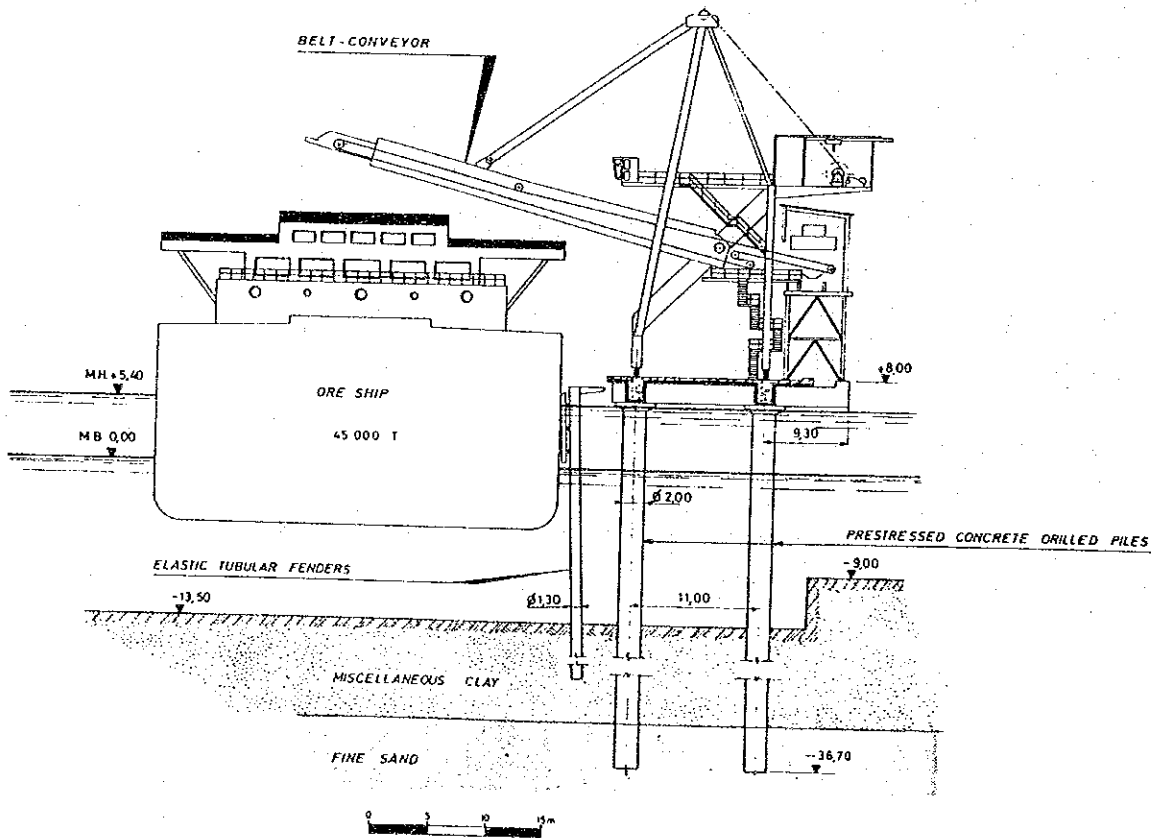 BELT-CONVEYOR
M.H. +5,40
ORE SHIP
+8,00
M B 0,00
45 000 T
9,30
Ø 2,00
PRESTRESSED CONCRETE DRILLED PILES
ELASTIC TUBULAR FENDERS
-9,00
-13,50
Ø1,30
11,00
MISCELLANEOUS CLAY
FINE SAND
-36,70
0 5 10 15m